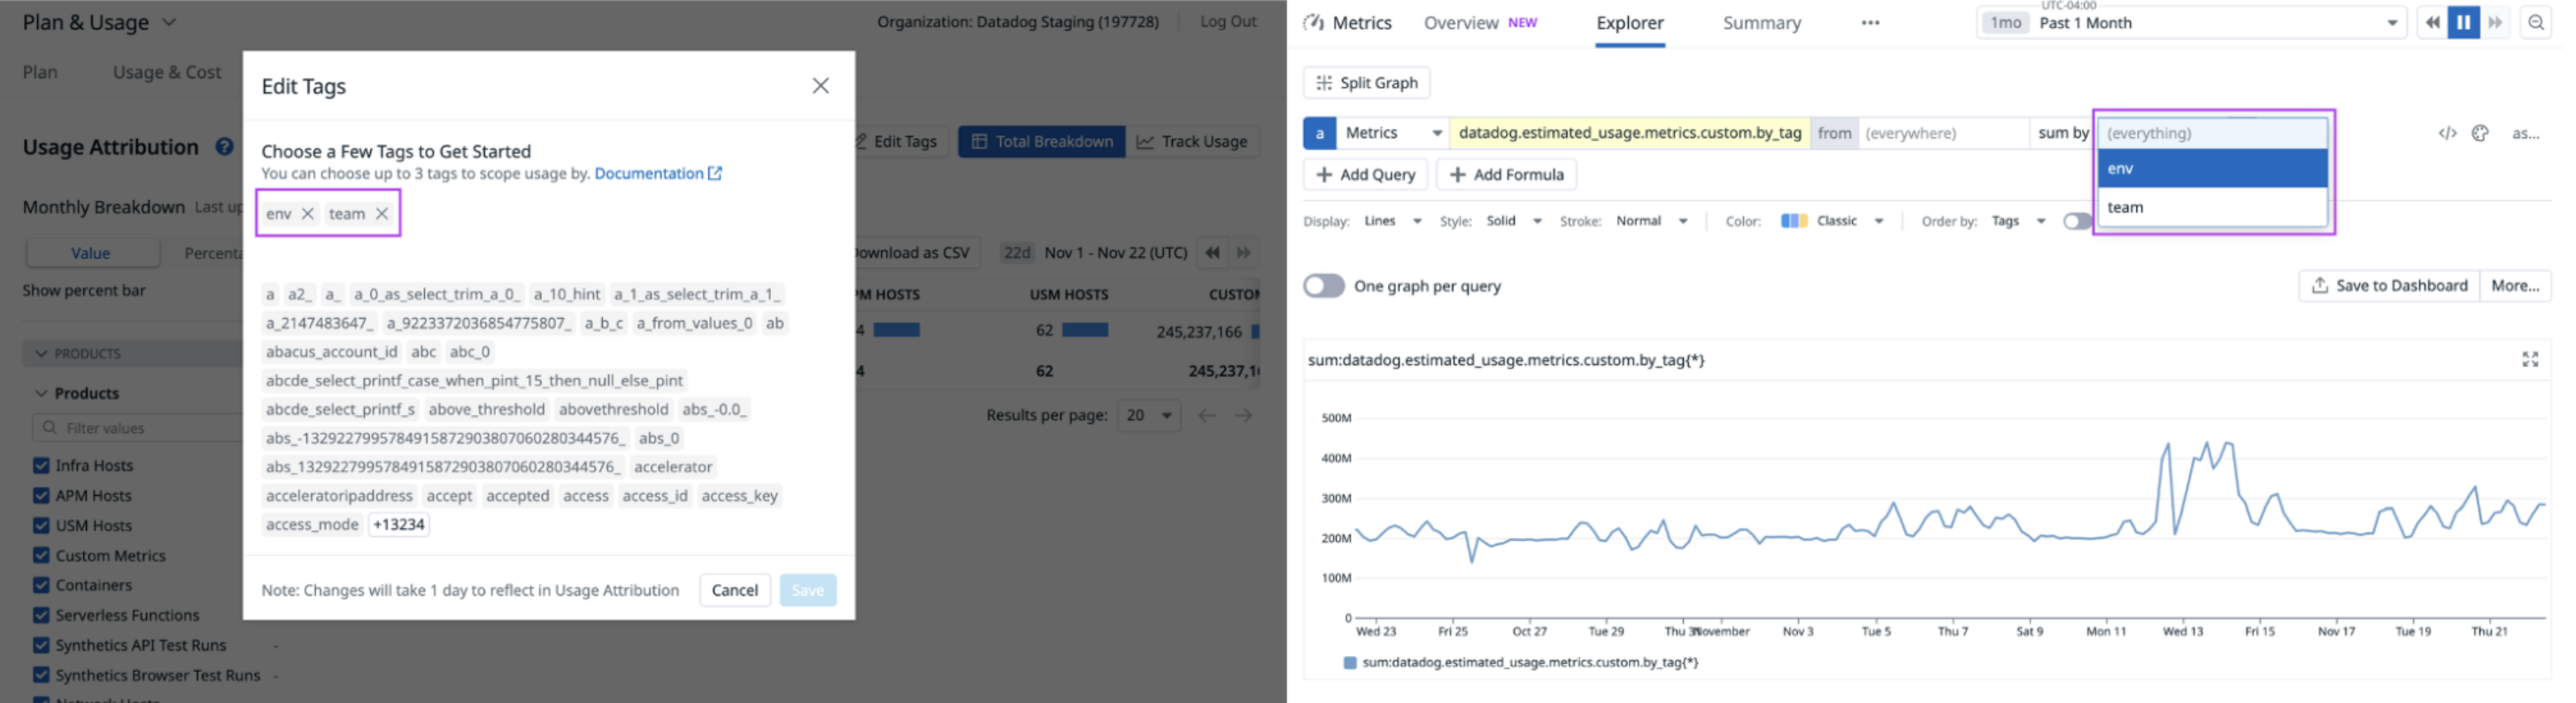 Plan & Usage
Organization: Datadog Staging (197728)
Log Out
Plan
Usage & Cost
Usage Attribution
Edit Tags
Total Breakdown
Track Usage
Monthly Breakdown
Last up
Value
Percenta
ownload as CSV
22d Nov 1 - Nov 22 (UTC)
Show percent bar
PM HOSTS
USM HOSTS
CUSTO
4
62
245,237,166
4
62
245,237,1
PRODUCTS
Products
Filter values
Results per page: 20
Infra Hosts
APM Hosts
USM Hosts
Custom Metrics
Containers
Serverless Functions
Synthetics API Test Runs -
Synthetics Browser Test Runs -
Edit Tags
Choose a Few Tags to Get Started
You can choose up to 3 tags to scope usage by. Documentation
env team
a a2_ a_ a_0_as_select_trim_a_0_ a_10_hint a_1_as_select_trim_a_1_
a_2147483647_ a_9223372036854775807_ a_b_c a_from_values_0 ab
abacus_account_id abc abc_0
abcde_select_printf_case_when_pint_15_then_null_else_pint
abcde_select_printf_s above_threshold abovethreshold abs_-0.0_
abs_-13292279957849158729038070602803445​76_ abs_0
abs_1329227995784915872903807060280344576_ accelerator
acceleratoripaddress accept accepted access access_id access_key
access_mode +13234
Note: Changes will take 1 day to reflect in Usage Attribution
Cancel
Save
Metrics
Overview NEW
Explorer
Summary
UTC-04:00
1mo Past 1 Month
Split Graph
a Metrics datadog.estimated_usage.metrics.custom.by_tag from (everywhere) sum by (everything)
as...
env
team
Add Query
Add Formula
Display: Lines Style: Solid Stroke: Normal Color: Classic Order by: Tags
One graph per query
Save to Dashboard
More...
sum:datadog.estimated_usage.metrics.custom.by_tag{*}
500M
400M
300M
200M
100M
0
Wed 23 Fri 25 Oct 27 Tue 29 Thu 31 November Nov 3 Tue 5 Thu 7 Sat 9 Mon 11 Wed 13 Fri 15 Nov 17 Tue 19 Thu 21
sum:datadog.estimated_usage.metrics.custom.by_tag{*}